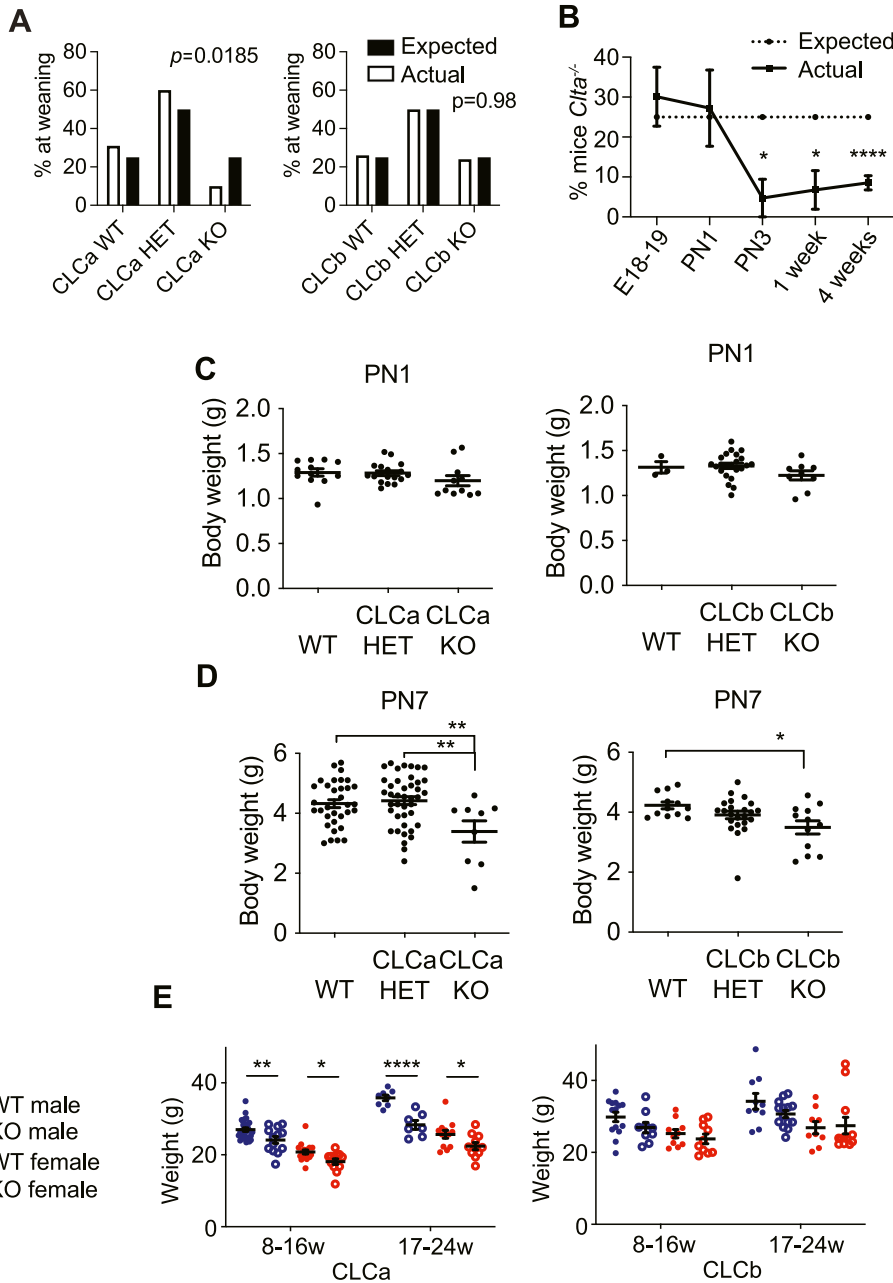 A
% at weaning
80
60
40
20
0
p=0.0185
CLCa WT
CLCa HET
CLCa KO
% at weaning
80
60
40
20
0
Expected
Actual
p=0.98
CLCb WT
CLCb HET
CLCb KO
B
% mice Clta-/-
40
30
20
10
0
Expected
Actual
*
*
****
E18-19
PN1
PN3
1 week
4 weeks
C
PN1
Body weight (g)
2.0
1.5
1.0
0.5
0.0
WT
CLCa HET
CLCa KO
PN1
Body weight (g)
2.0
1.5
1.0
0.5
0.0
WT
CLCb HET
CLCb KO
D
PN7
Body weight (g)
6
4
2
0
**
**
WT
CLCa HET
CLCa KO
PN7
Body weight (g)
6
4
2
0
*
WT
CLCb HET
CLCb KO
E
WT male
KO male
WT female
KO female
Weight (g)
40
20
0
**
*
****
*
8-16w
17-24w
CLCa
Weight (g)
40
20
0
8-16w
17-24w
CLCb